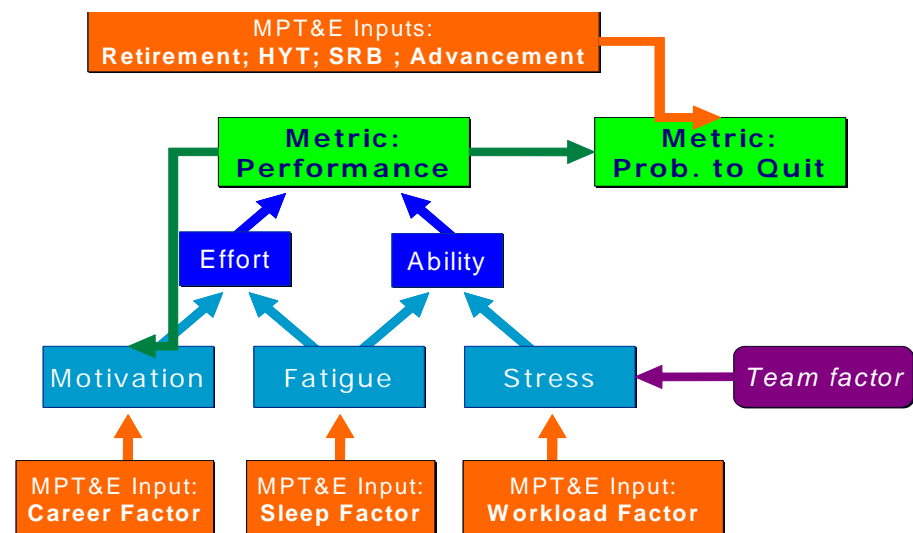 MPT&E Inputs:
Retirement; HYT; SRB ; Advancement
Metric:
Performance
Metric:
Prob. to Quit
Effort
Ability
Motivation
Fatigue
Stress
Team factor
MPT&E Input:
Career Factor
MPT&E Input:
Sleep Factor
MPT&E Input:
Workload Factor